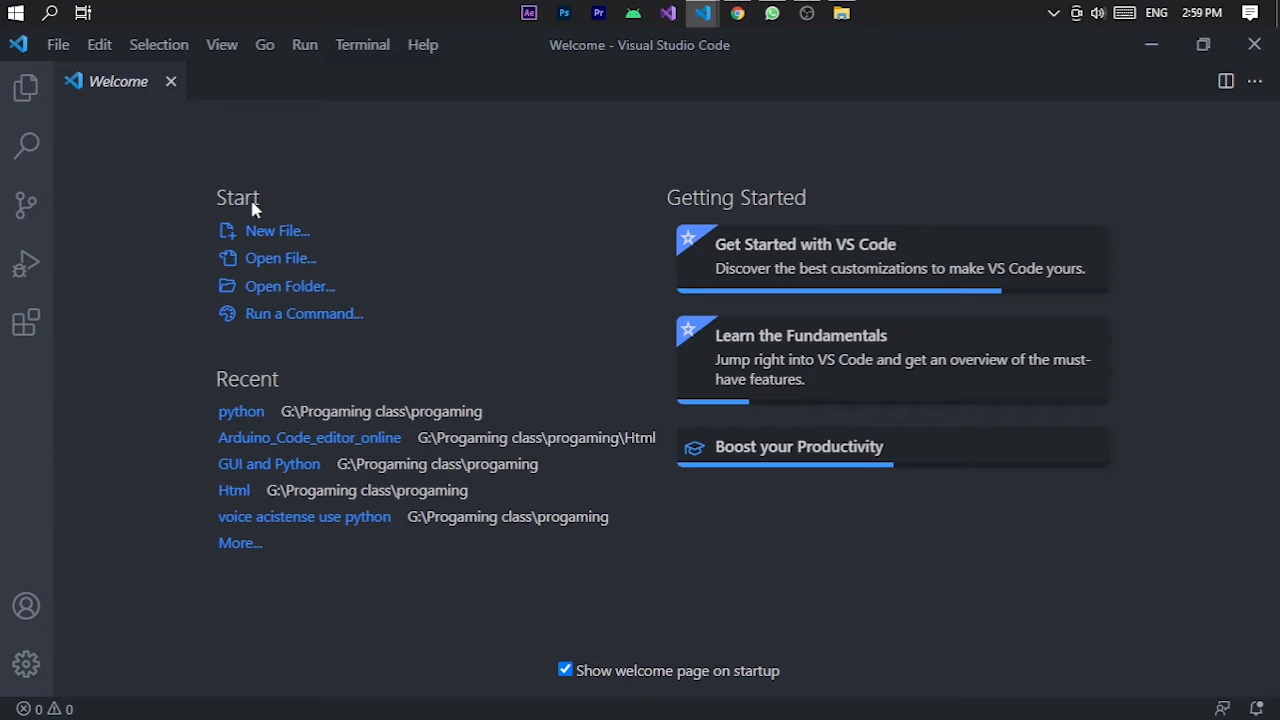 Ae Ps Pr ENG 2:59 PM
File Edit Selection View Go Run Terminal Help Welcome - Visual Studio Code
Welcome
Start
New File...
Open File...
Open Folder...
Run a Command...
Recent
python G:\Progaming class\progaming
Arduino_Code_editor_online G:\Progaming class\progaming\Html
GUI and Python G:\Progaming class\progaming
Html G:\Progaming class\progaming
voice acistense use python G:\Progaming class\progaming
More...
Getting Started
Get Started with VS Code
Discover the best customizations to make VS Code yours.
Learn the Fundamentals
Jump right into VS Code and get an overview of the must-
have features.
Boost your Productivity
Show welcome page on startup
0 0